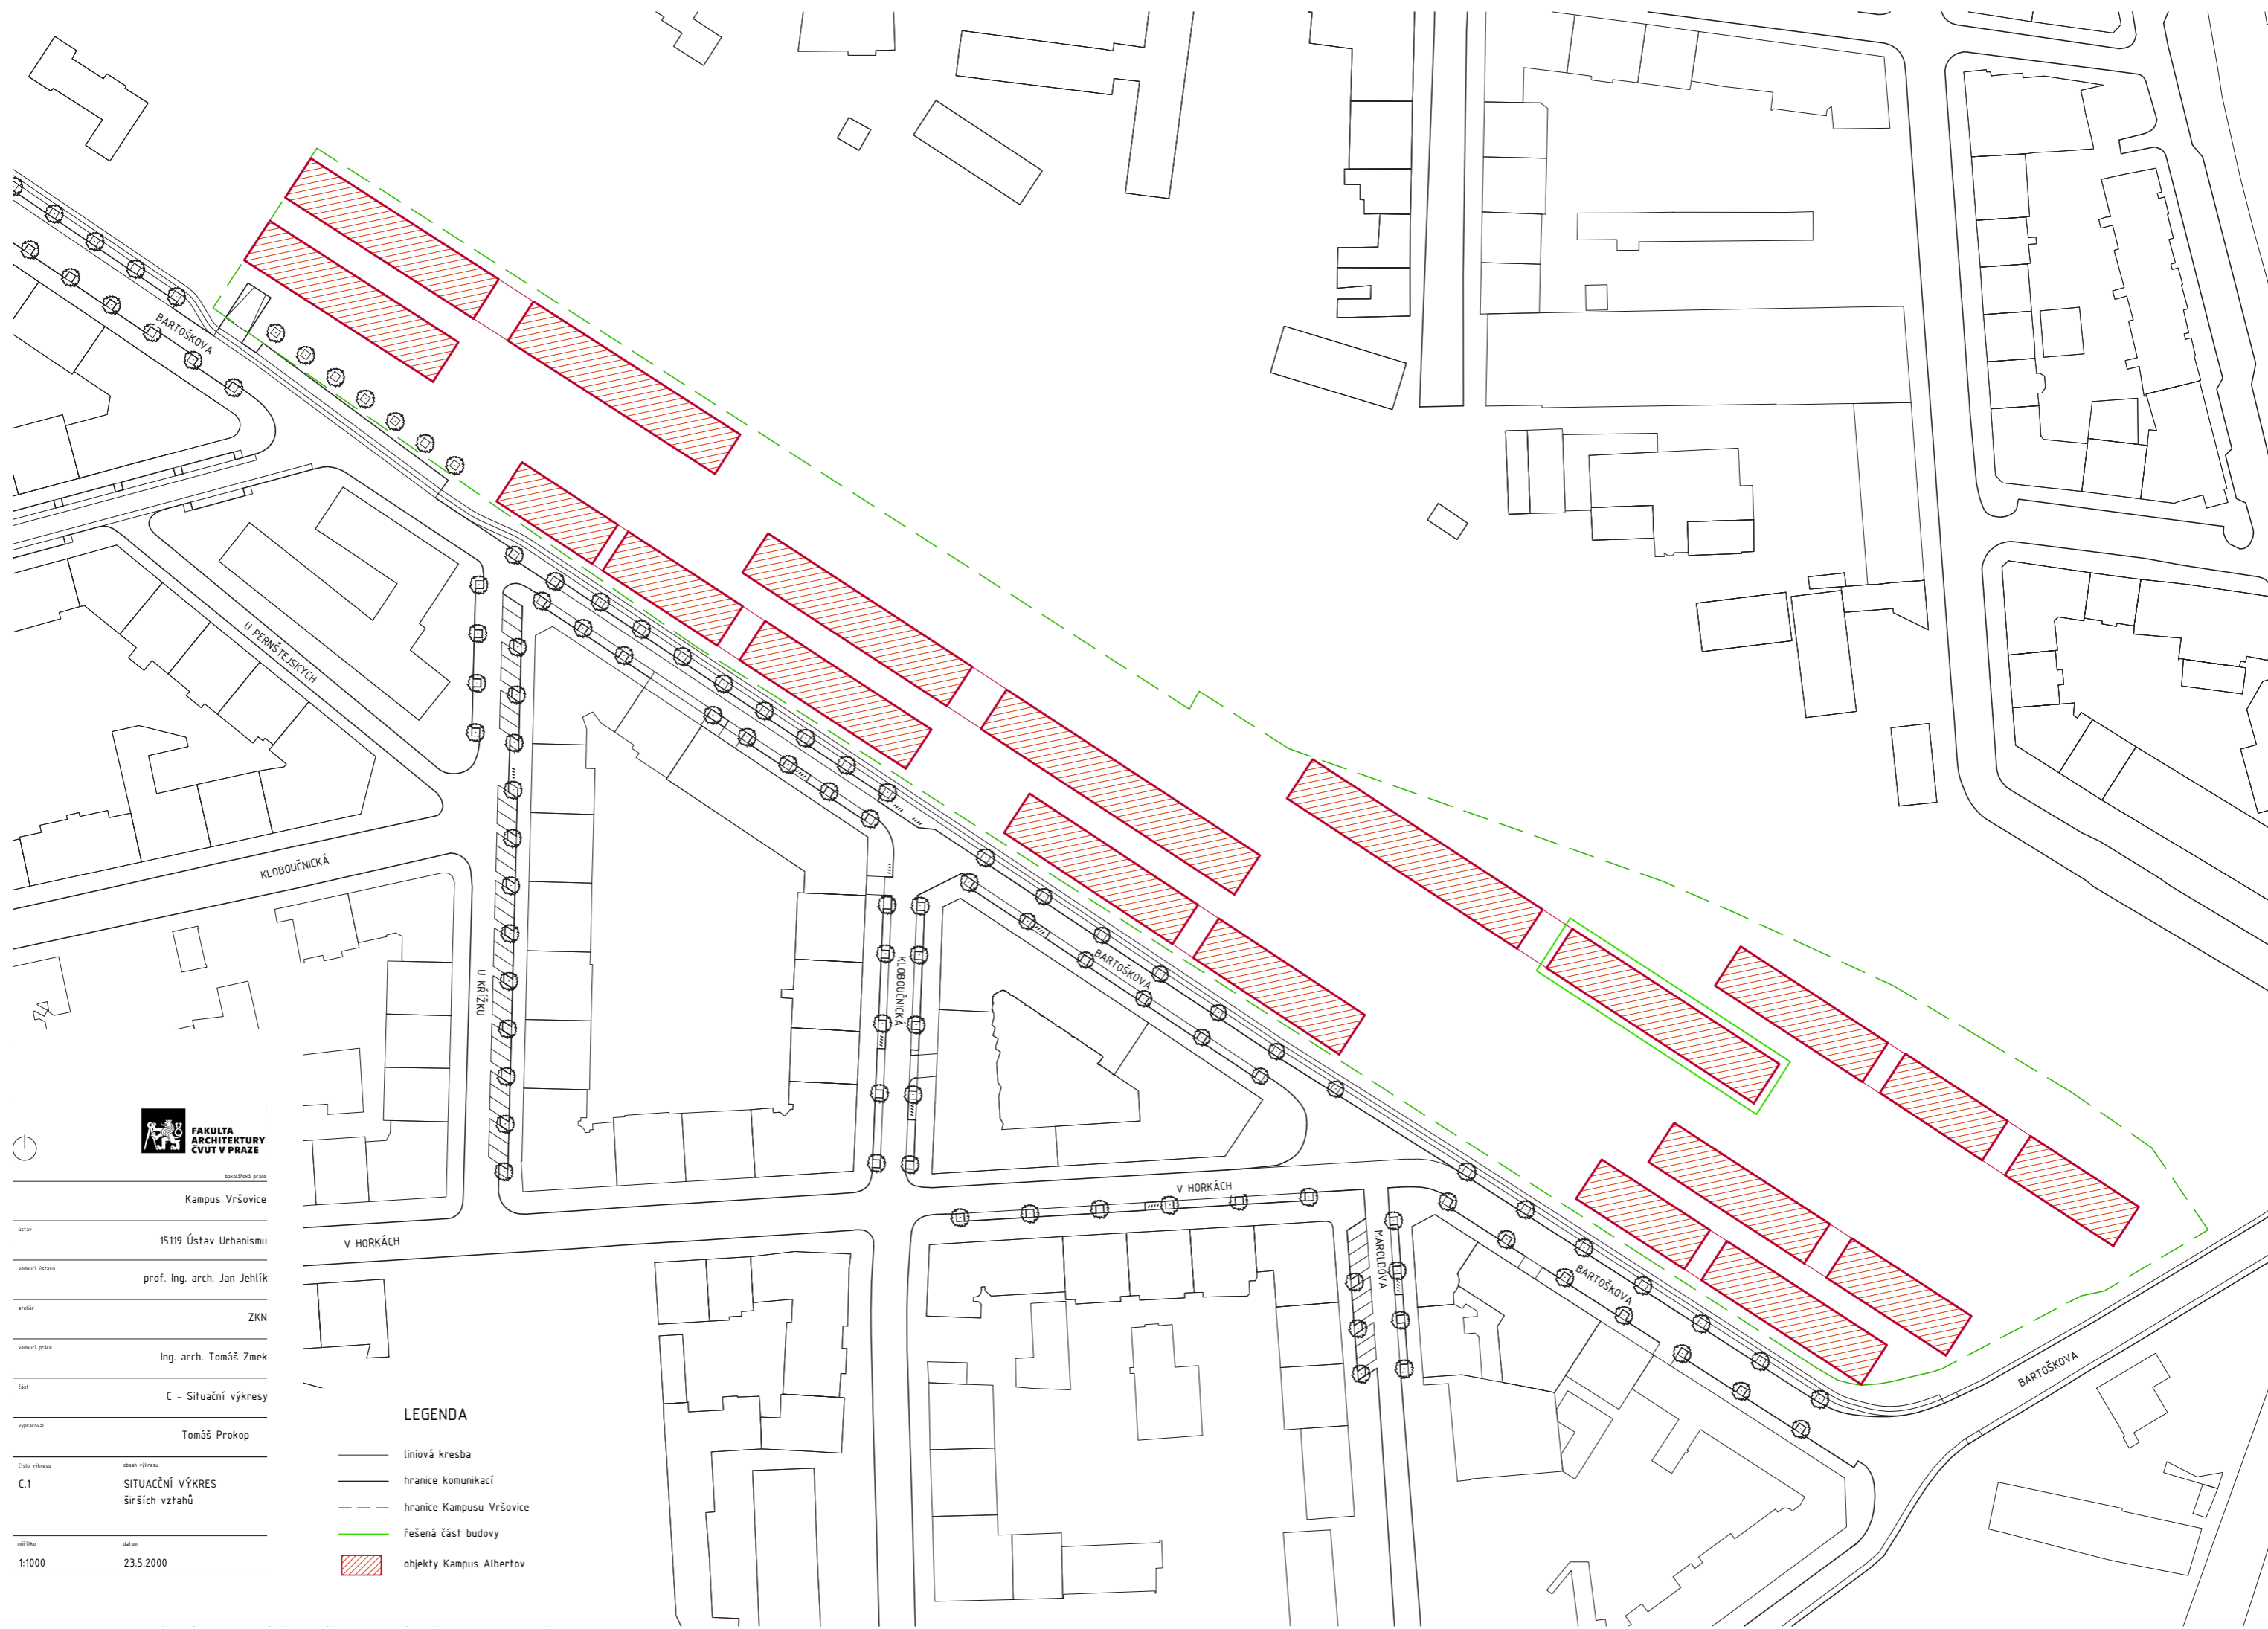 BARTOŠKOVA
U PERNŠTEJSKÝCH
KLOBOUČNICKÁ
U KŘÍŽKU
KLOBOUČNICKÁ
BARTOŠKOVA
V HORKÁCH
V HORKÁCH
MAROLDOVA
BARTOŠKOVA
BARTOŠKOVA
FAKULTA
ARCHITEKTURY
ČVUT V PRAZE
bakalářská práce
Kampus Vršovice
ústav
15119 Ústav Urbanismu
vedoucí ústavu
prof. Ing. arch. Jan Jehlík
ateliér
ZKN
vedoucí práce
Ing. arch. Tomáš Zmek
část
C - Situační výkresy
vypracoval
Tomáš Prokop
číslo výkresu obsah výkresu
C.1 SITUACČNÍ VÝKRES
širších vztahů
měřítko datum
1:1000 23.5.2000
LEGENDA
liniová kresba
hranice komunikací
hranice Kampusu Vršovice
řešená část budovy
objekty Kampus Albertov